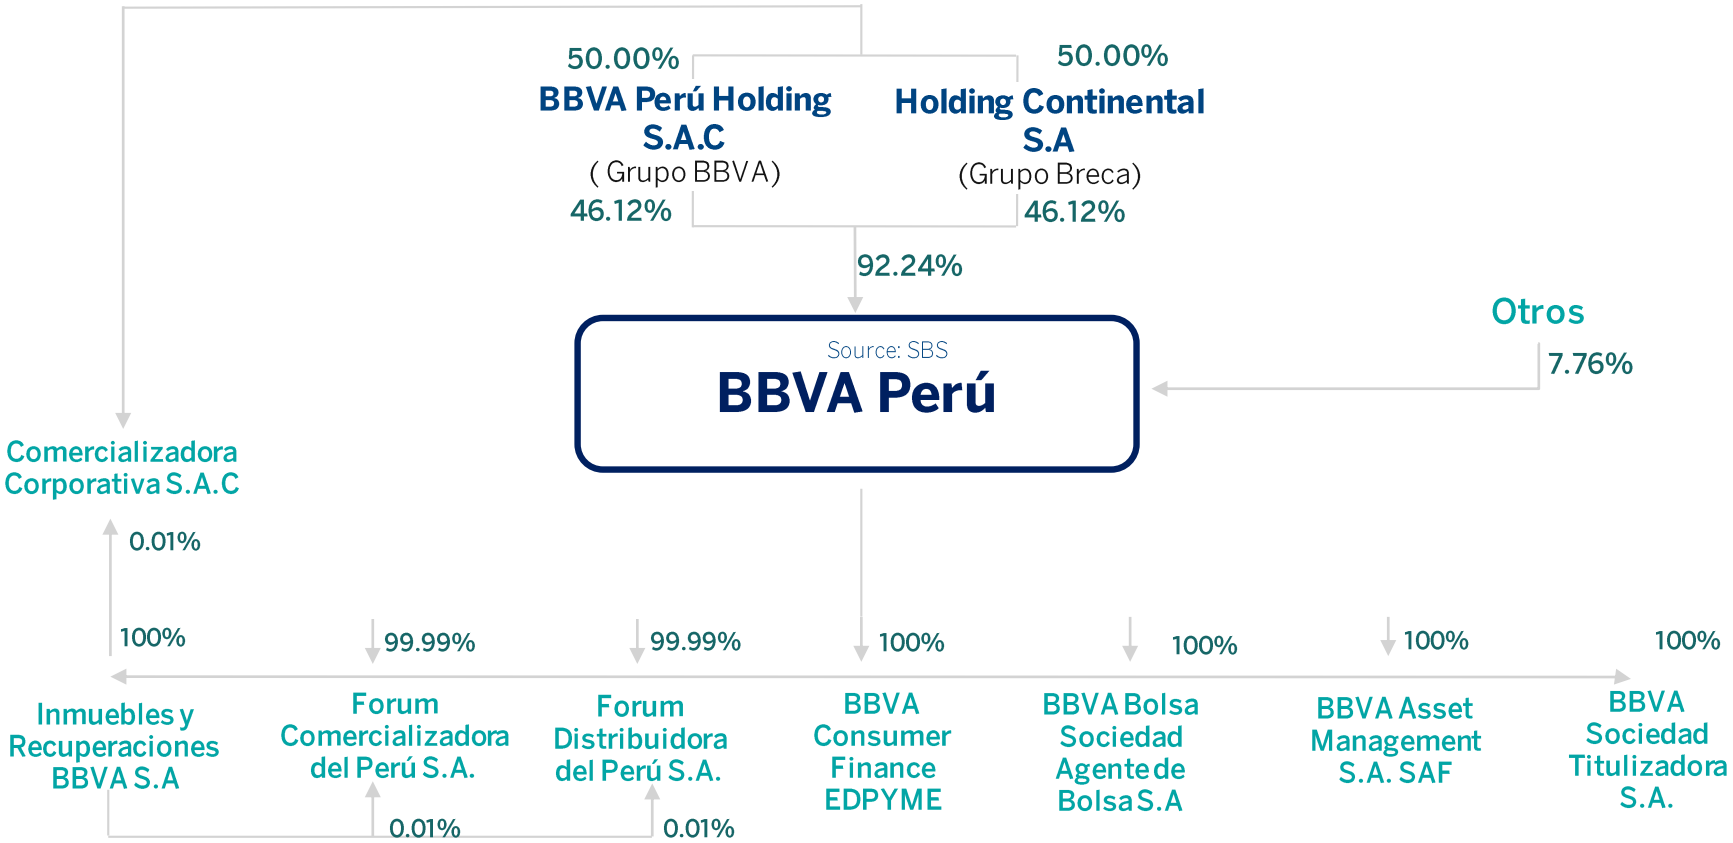 50.00%
50.00%
BBVA Perú Holding
S.A.C
( Grupo BBVA)
46.12%
Holding Continental
S.A
(Grupo Breca)
46.12%
92.24%
Otros
7.76%
Source: SBS
BBVA Perú
Comercializadora
Corporativa S.A.C
0.01%
100%
99.99%
99.99%
100%
100%
100%
100%
Inmuebles y
Recuperaciones
BBVA S.A
Forum
Comercializadora
del Perú S.A.
Forum
Distribuidora
del Perú S.A.
BBVA
Consumer
Finance
EDPYME
BBVA Bolsa
Sociedad
Agente de
Bolsa S.A
BBVA Asset
Management
S.A. SAF
BBVA
Sociedad
Titulizadora
S.A.
0.01%
0.01%